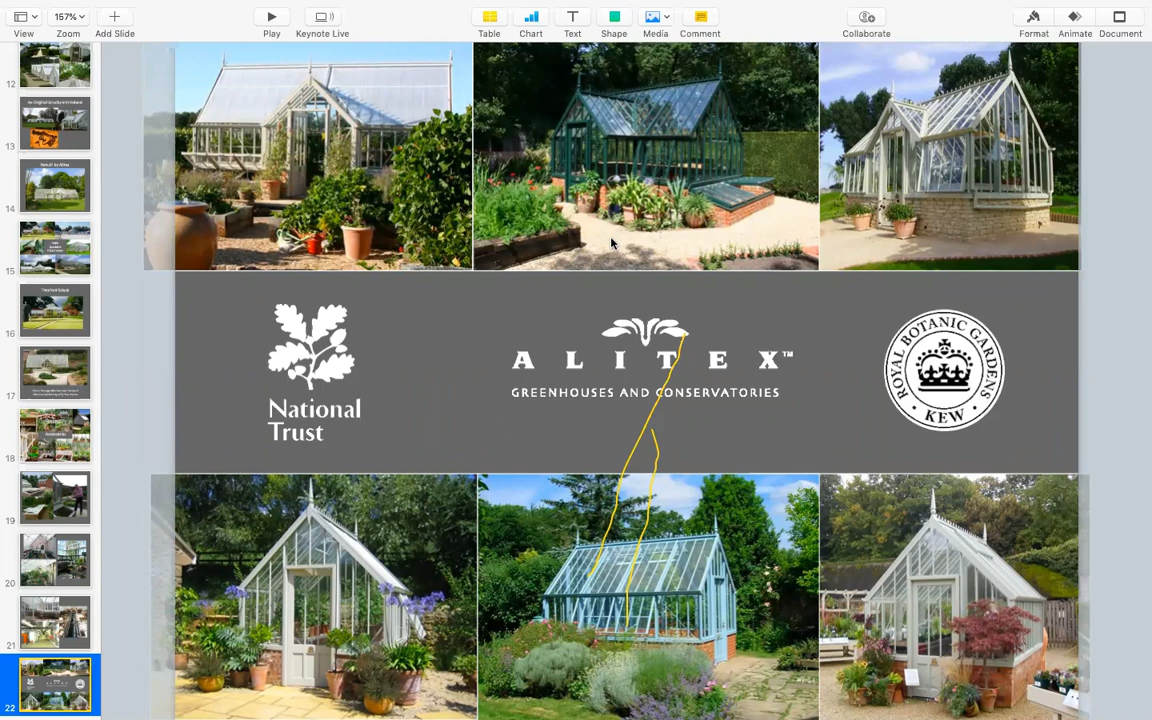 157%
View
Zoom
Add Slide
Play
Keynote Live
Table
Chart
Text
Shape
Media
Comment
Collaborate
Format
Animate
Document
12
13
14
15
16
17
18
19
20
21
22
National
Trust
ALITEX™
GREENHOUSES AND CONSERVATORIES
ROYAL BOTANIC GARDENS
• KEW •